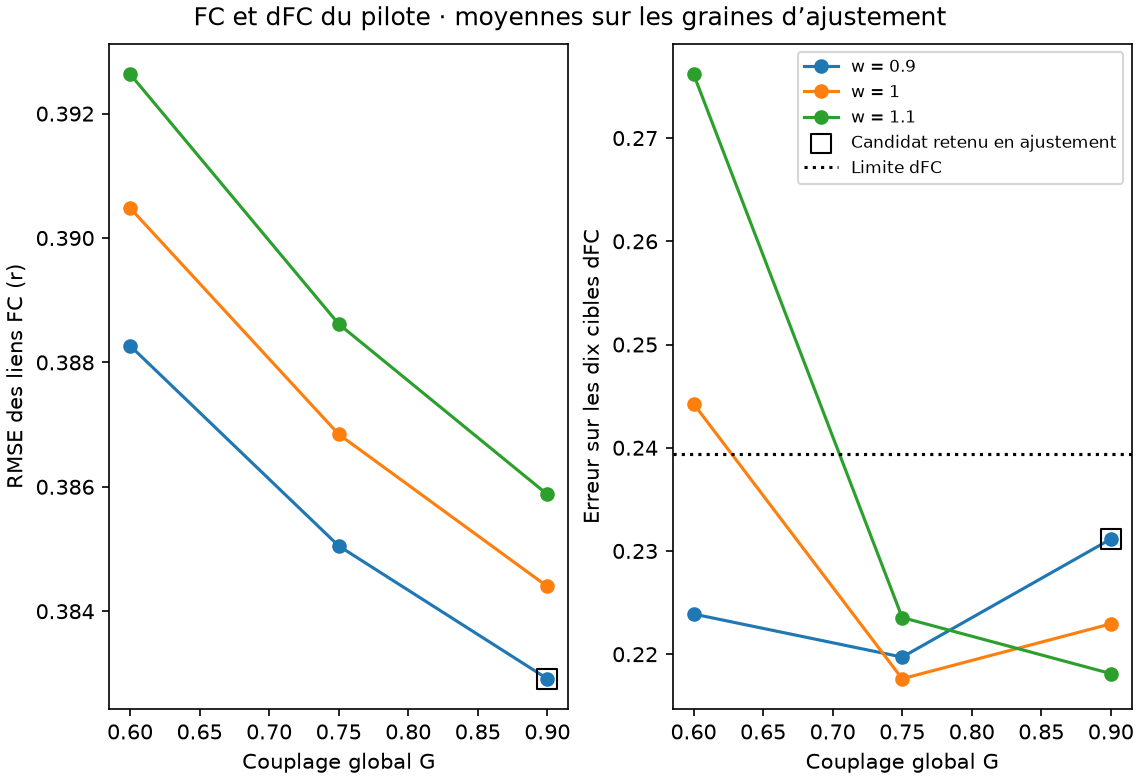 FC et dFC du pilote · moyennes sur les graines d’ajustement
RMSE des liens FC (r)
0.392
0.390
0.388
0.386
0.384
0.60 0.65 0.70 0.75 0.80 0.85 0.90
Couplage global G
Erreur sur les dix cibles dFC
0.27
0.26
0.25
0.24
0.23
0.22
0.60 0.65 0.70 0.75 0.80 0.85 0.90
Couplage global G
w = 0.9
w = 1
w = 1.1
Candidat retenu en ajustement
Limite dFC